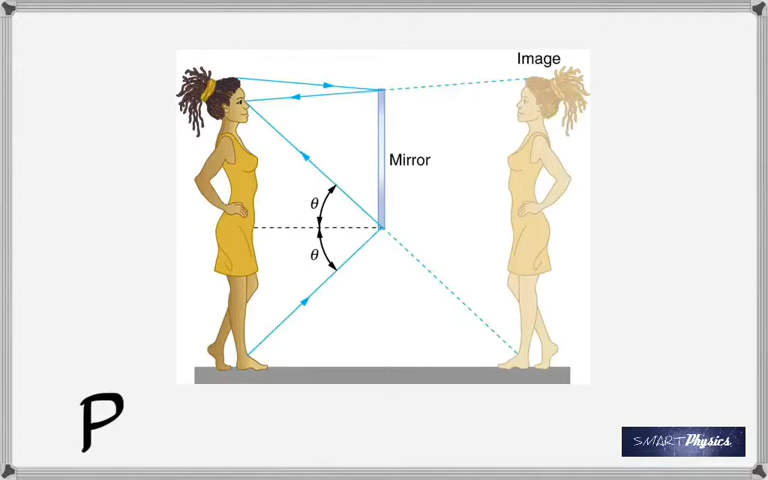 Image
Mirror
θ
θ
P
SMARTPhysics